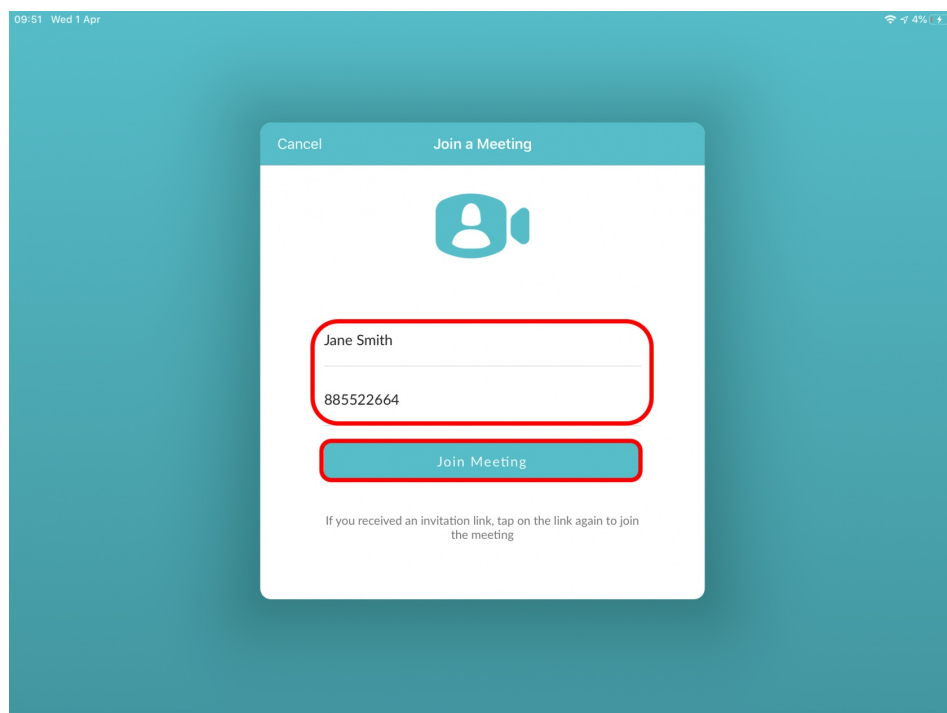 09:51 Wed 1 Apr 4%
Cancel Join a Meeting
Jane Smith
885522664
Join Meeting
If you received an invitation link, tap on the link again to join
the meeting